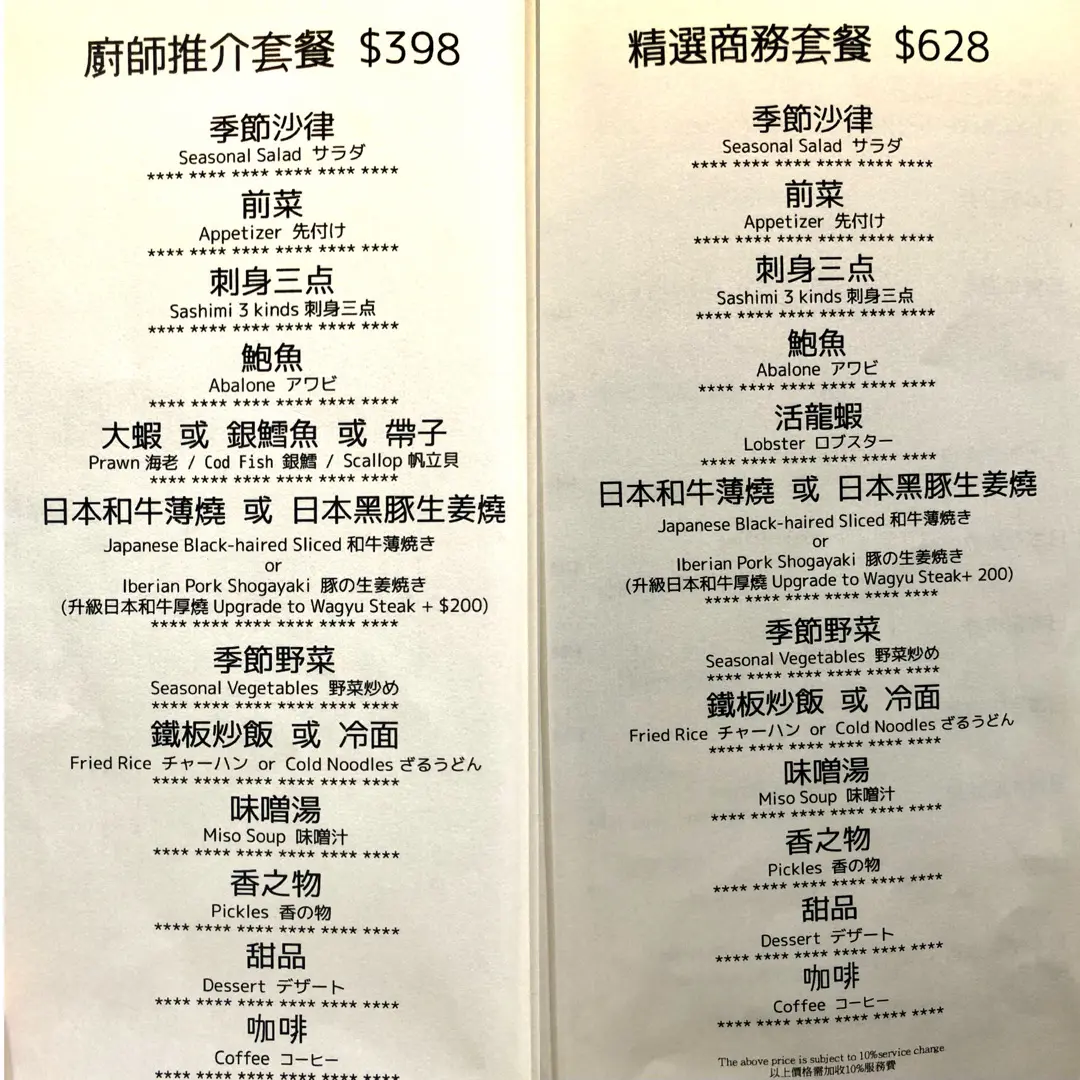 廚師推介套餐 $398
季節沙律
Seasonal Salad サラダ
**** **** **** **** **** ****
前菜
Appetizer 先付け
**** **** **** **** **** ****
刺身三点
Sashimi 3 kinds 刺身三点
**** **** **** **** **** ****
鮑魚
Abalone アワビ
**** **** **** **** **** ****
大蝦 或 銀鱈魚 或 帶子
Prawn 海老 / Cod Fish 銀鱈 / Scallop 帆立貝
**** **** **** **** **** ****
日本和牛薄燒 或 日本黑豚生姜燒
Japanese Black-haired Sliced 和牛薄焼き
or
Iberian Pork Shogayaki 豚の生姜焼き
(升級日本和牛厚燒 Upgrade to Wagyu Steak + $200)
**** **** **** **** **** ****
季節野菜
Seasonal Vegetables 野菜炒め
**** **** **** **** **** ****
鐵板炒飯 或 冷面
Fried Rice チャーハン or Cold Noodles ざるうどん
**** **** **** **** **** ****
味噌湯
Miso Soup 味噌汁
**** **** **** **** **** ****
香之物
Pickles 香の物
**** **** **** **** **** ****
甜品
Dessert デザート
**** **** **** **** **** ****
咖啡
Coffee コーヒー
**** **** **** **** **** ****
精選商務套餐 $628
季節沙律
Seasonal Salad サラダ
**** **** **** **** **** ****
前菜
Appetizer 先付け
**** **** **** **** **** ****
刺身三点
Sashimi 3 kinds 刺身三点
**** **** **** **** **** ****
鮑魚
Abalone アワビ
**** **** **** **** **** ****
活龍蝦
Lobster ロブスター
**** **** **** **** **** ****
日本和牛薄燒 或 日本黑豚生姜燒
Japanese Black-haired Sliced 和牛薄焼き
or
Iberian Pork Shogayaki 豚の生姜焼き
(升級日本和牛厚燒 Upgrade to Wagyu Steak+ 200)
**** **** **** **** **** ****
季節野菜
Seasonal Vegetables 野菜炒め
**** **** **** **** **** ****
鐵板炒飯 或 冷面
Fried Rice チャーハン or Cold Noodles ざるうどん
**** **** **** **** **** ****
味噌湯
Miso Soup 味噌汁
**** **** **** **** **** ****
香之物
Pickles 香の物
**** **** **** **** **** ****
甜品
Dessert デザート
**** **** **** **** **** ****
咖啡
Coffee コーヒー
**** **** **** **** **** ****
The above price is subject to 10%service change
以上價格需加收10%服務費